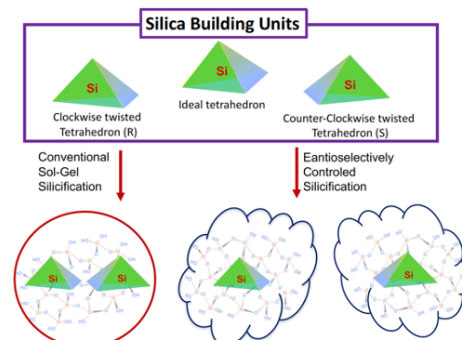 Silica Building Units
Si
Si
Si
Clockwise twisted
Tetrahedron (R)
Ideal tetrahedron
Counter-Clockwise twisted
Tetrahedron (S)
Conventional
Sol-Gel
Silicification
Eantioselectively
Controled
Silicification
Si
Si
Si
Si